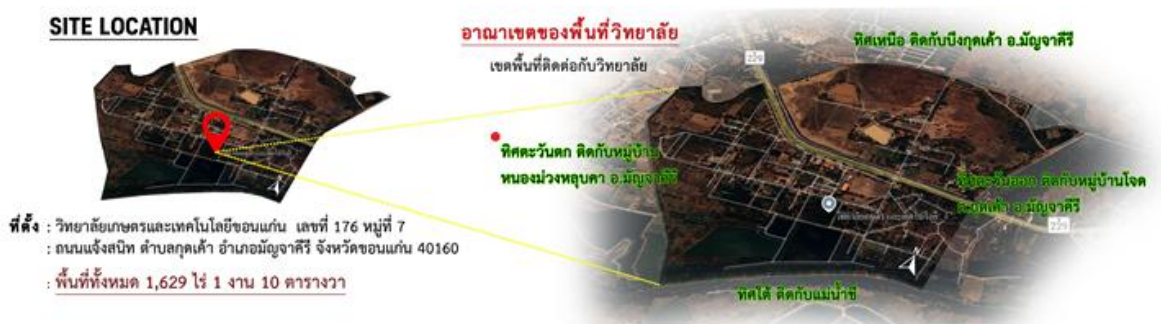 SITE LOCATION
ที่ตั้ง : วิทยาลัยเกษตรและเทคโนโลยีขอนแก่น เลขที่ 176 หมู่ที่ 7
: ถนนแจ้งสนิท ตำบลกุดเค้า อำเภอมัญจาคีรี จังหวัดขอนแก่น 40160
: พื้นที่ทั้งหมด 1,629 ไร่ 1 งาน 10 ตารางวา
อาณาเขตของพื้นที่วิทยาลัย
เขตพื้นที่ติดต่อกับวิทยาลัย
ทิศเหนือ ติดกับบึงกุดเค้า อ.มัญจาคีรี
229
ทิศตะวันตก ติดกับหมู่บ้าน
หนองม่วงหลุบคา อ.มัญจาคีรี
ทิศตะวันออก ติดกับหมู่บ้านโจด
ต.กุดเค้า อ.มัญจาคีรี
229
ทิศใต้ ติดกับแม่น้ำชี